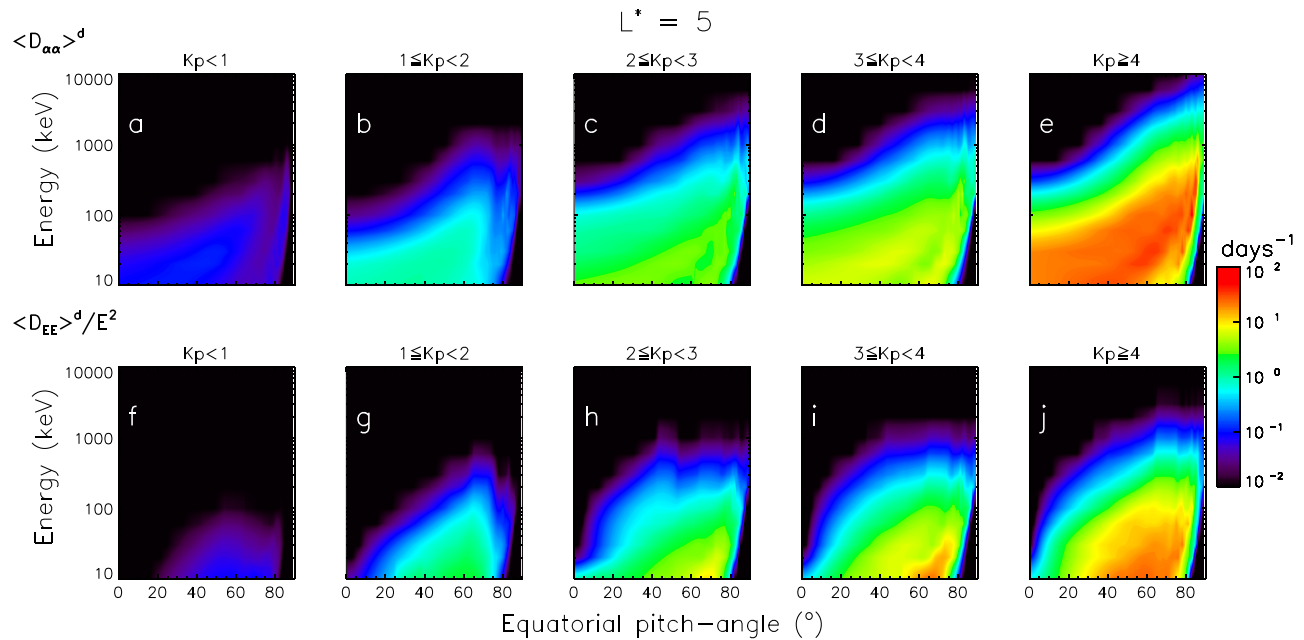 L* = 5
<D_αα>^d
Kp<1 1≦Kp<2 2≦Kp<3 3≦Kp<4 Kp≧4
Energy (keV)
10000
1000
100
10
a b c d e
days⁻¹
10²
10¹
10⁰
10⁻¹
10⁻²
<D_EE>^d/E²
Kp<1 1≦Kp<2 2≦Kp<3 3≦Kp<4 Kp≧4
Energy (keV)
10000
1000
100
10
f g h i j
0 20 40 60 80 0 20 40 60 80 0 20 40 60 80 0 20 40 60 80 0 20 40 60 80
Equatorial pitch−angle (°)